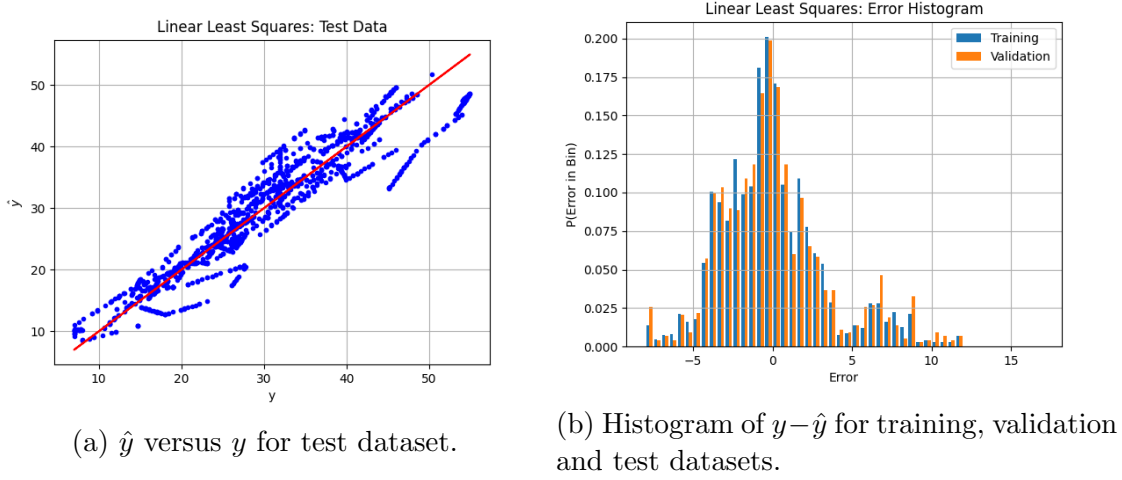 Linear Least Squares: Test Data
50
40
30
20
10
ŷ
10 20 30 40 50
y
(a) ŷ versus y for test dataset.
Linear Least Squares: Error Histogram
Training
Validation
0.200
0.175
0.150
0.125
0.100
0.075
0.050
0.025
0.000
P(Error in Bin)
−5 0 5 10 15
Error
(b) Histogram of y−ŷ for training, validation
and test datasets.